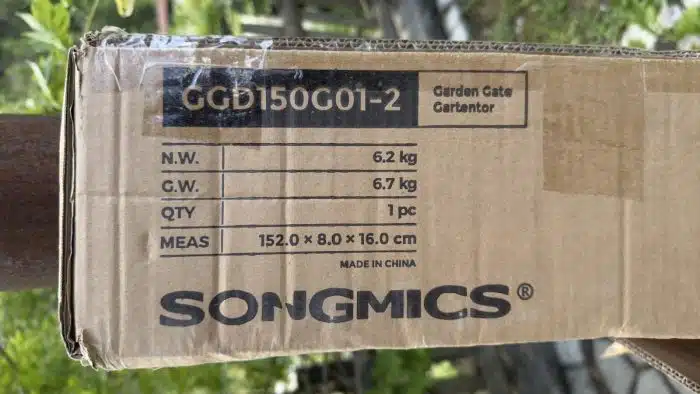 GGD150G01-2
Garden Gate
Gartentor
N.W. 6.2 kg
G.W. 6.7 kg
QTY 1 pc
MEAS 152.0 × 8.0 × 16.0 cm
MADE IN CHINA
SONGMICS®